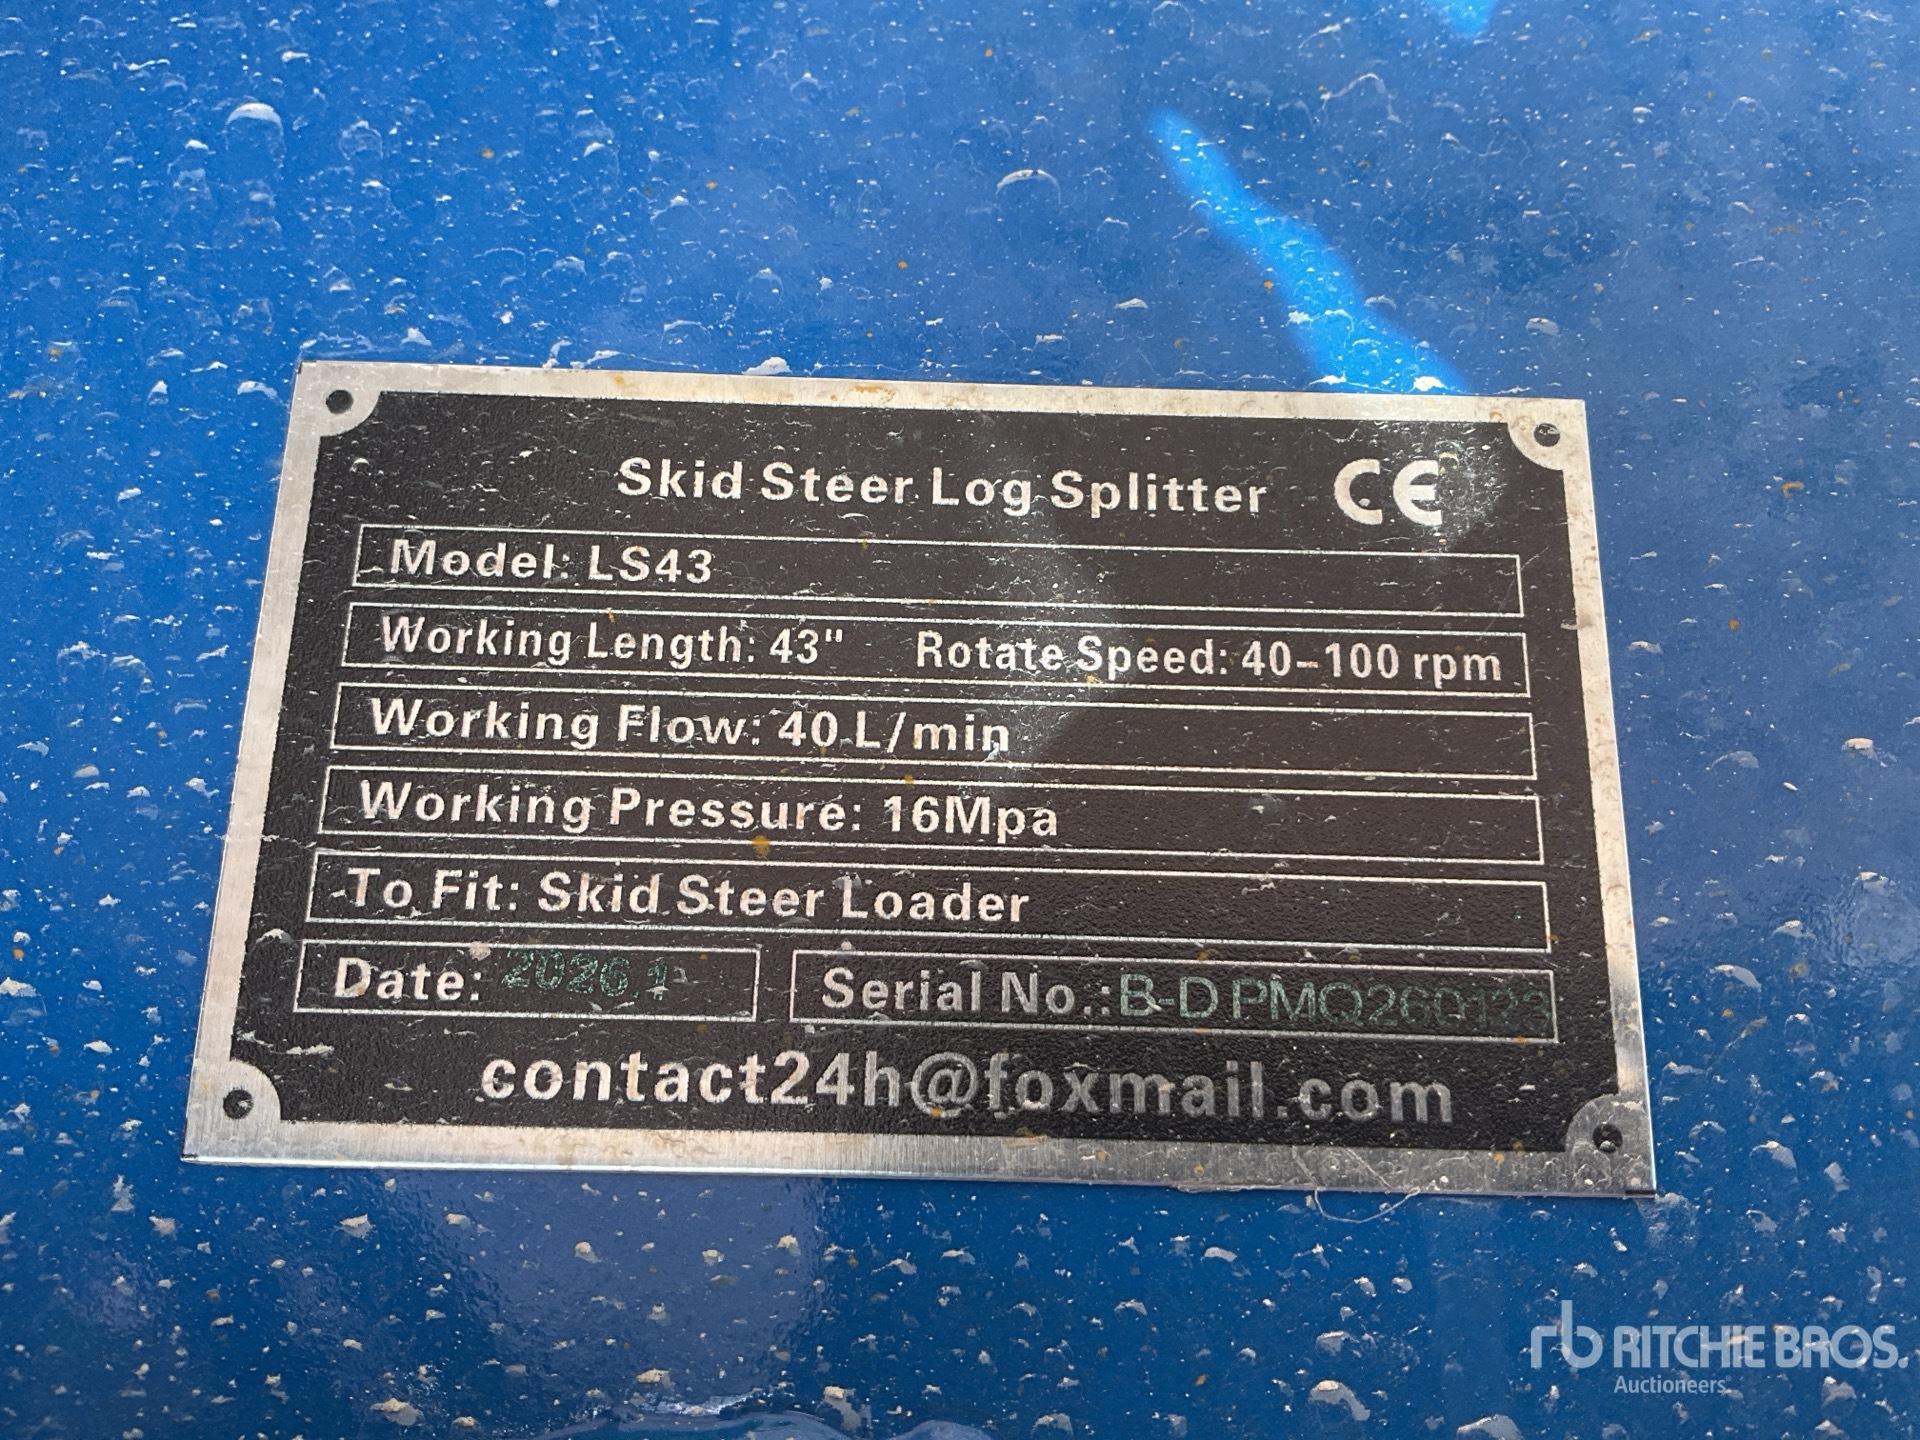 Skid Steer Log Splitter CE
Model: LS43
Working Length: 43" Rotate Speed: 40-100 rpm
Working Flow: 40 L/min
Working Pressure: 16Mpa
To Fit: Skid Steer Loader
Date: 2026.1
Serial No.: B-DPMQ260123
contact24h@foxmail.com
rb RITCHIE BROS.
Auctioneers